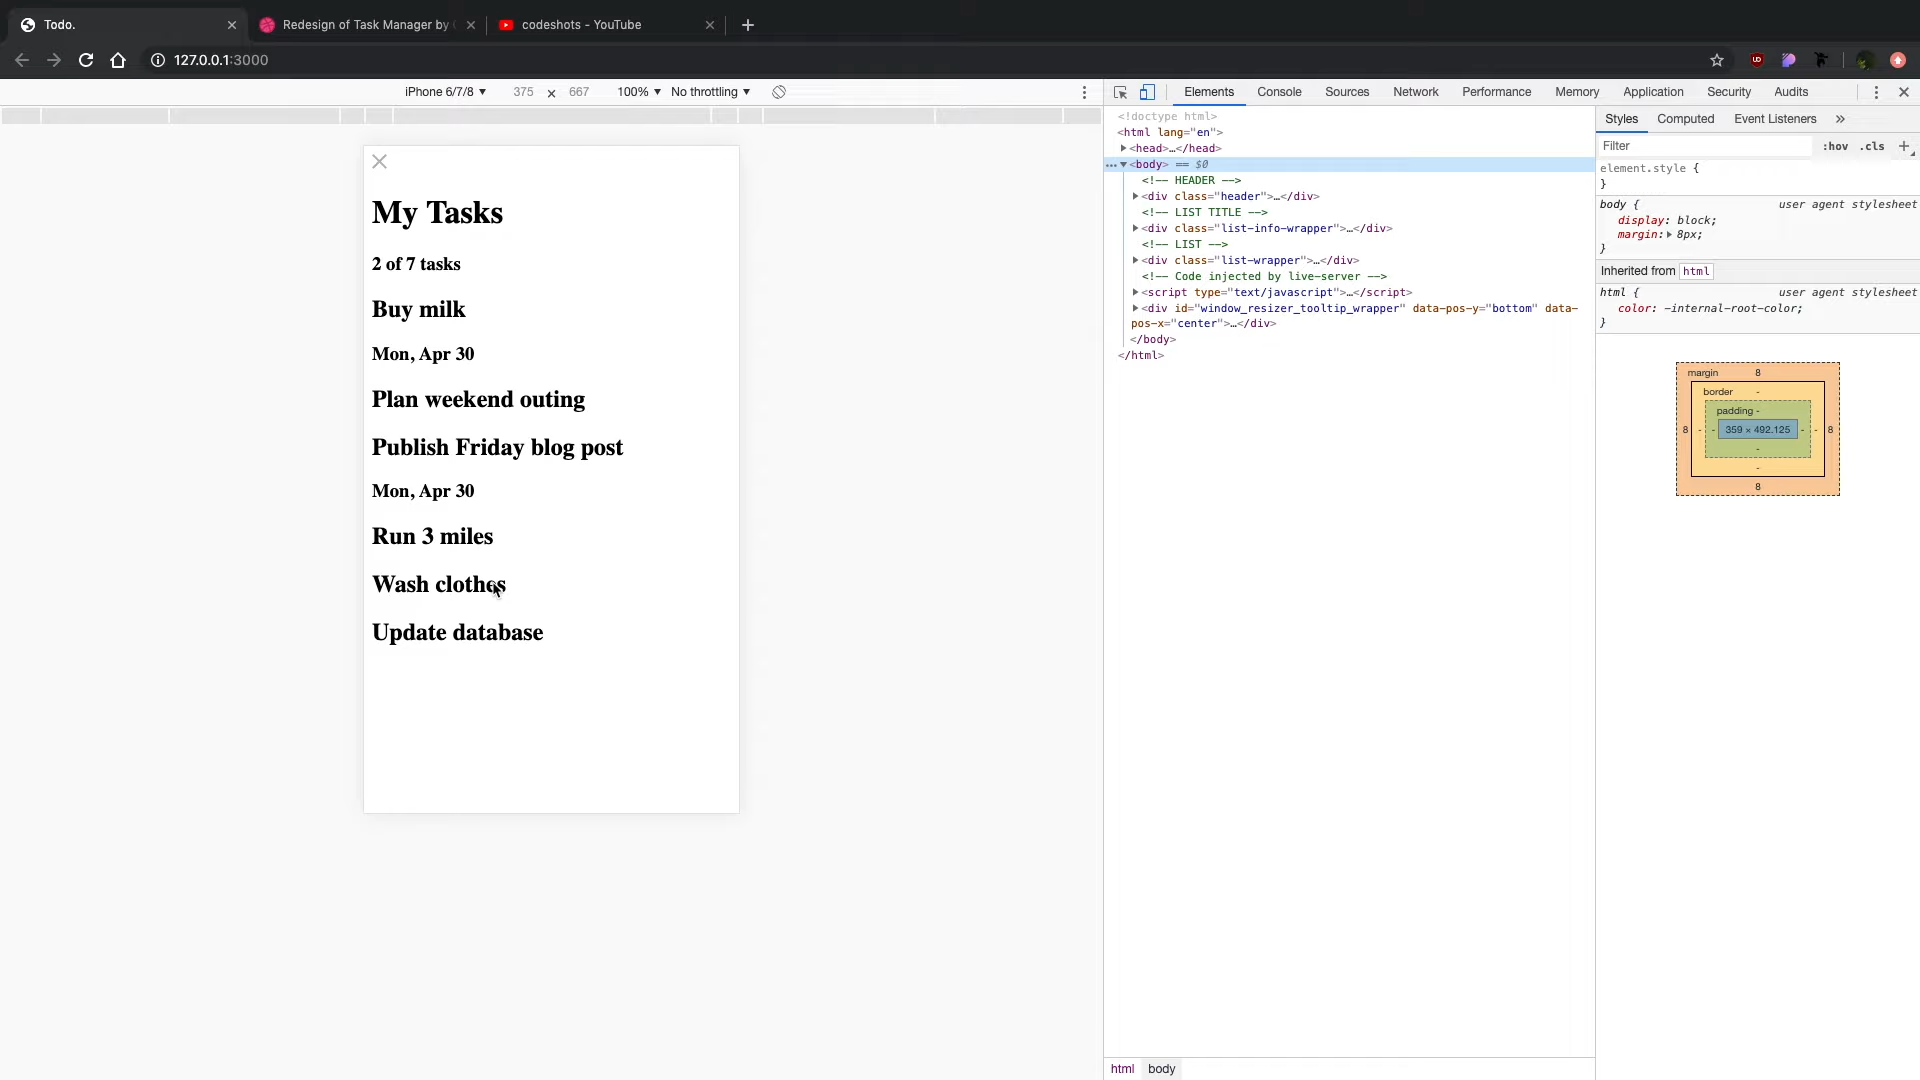 Todo.
Redesign of Task Manager by
codeshots - YouTube
127.0.0.1:3000
UD
iPhone 6/7/8 375 × 667 100% No throttling
Elements Console Sources Network Performance Memory Application Security Audits
My Tasks
2 of 7 tasks
Buy milk
Mon, Apr 30
Plan weekend outing
Publish Friday blog post
Mon, Apr 30
Run 3 miles
Wash clothes
Update database
<!doctype html>
<html lang="en">
<head>…</head>
… <body> == $0
<!-- HEADER -->
<div class="header">…</div>
<!-- LIST TITLE -->
<div class="list-info-wrapper">…</div>
<!-- LIST -->
<div class="list-wrapper">…</div>
<!-- Code injected by live-server -->
<script type="text/javascript">…</script>
<div id="window_resizer_tooltip_wrapper" data-pos-y="bottom" data-
pos-x="center">…</div>
</body>
</html>
html body
Styles Computed Event Listeners »
Filter :hov .cls +
element.style {
}
body { user agent stylesheet
display: block;
margin: 8px;
}
Inherited from html
html { user agent stylesheet
color: -internal-root-color;
}
margin 8
border -
padding -
8 - - 359 × 492.125 - - 8
-
-
8